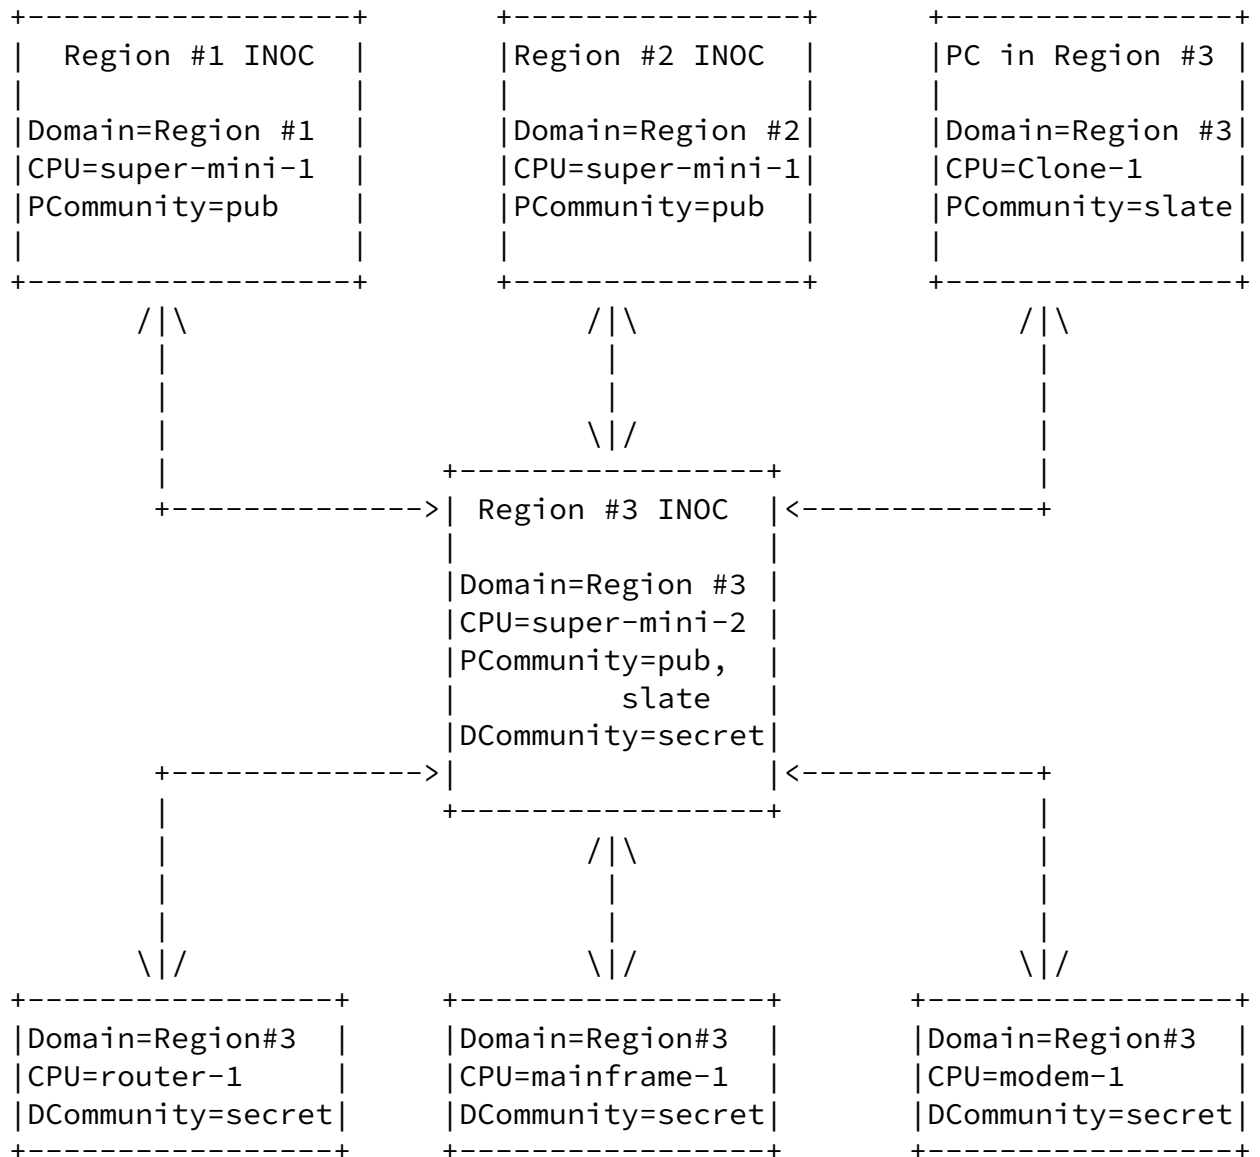 Region #1 INOC
Domain=Region #1
CPU=super-mini-1
PCommunity=pub
Region #2 INOC
Domain=Region #2
CPU=super-mini-1
PCommunity=pub
PC in Region #3
Domain=Region #3
CPU=Clone-1
PCommunity=slate
Region #3 INOC
Domain=Region #3
CPU=super-mini-2
PCommunity=pub,
slate
DCommunity=secret
Domain=Region#3
CPU=router-1
DCommunity=secret
Domain=Region#3
CPU=mainframe-1
DCommunity=secret
Domain=Region#3
CPU=modem-1
DCommunity=secret